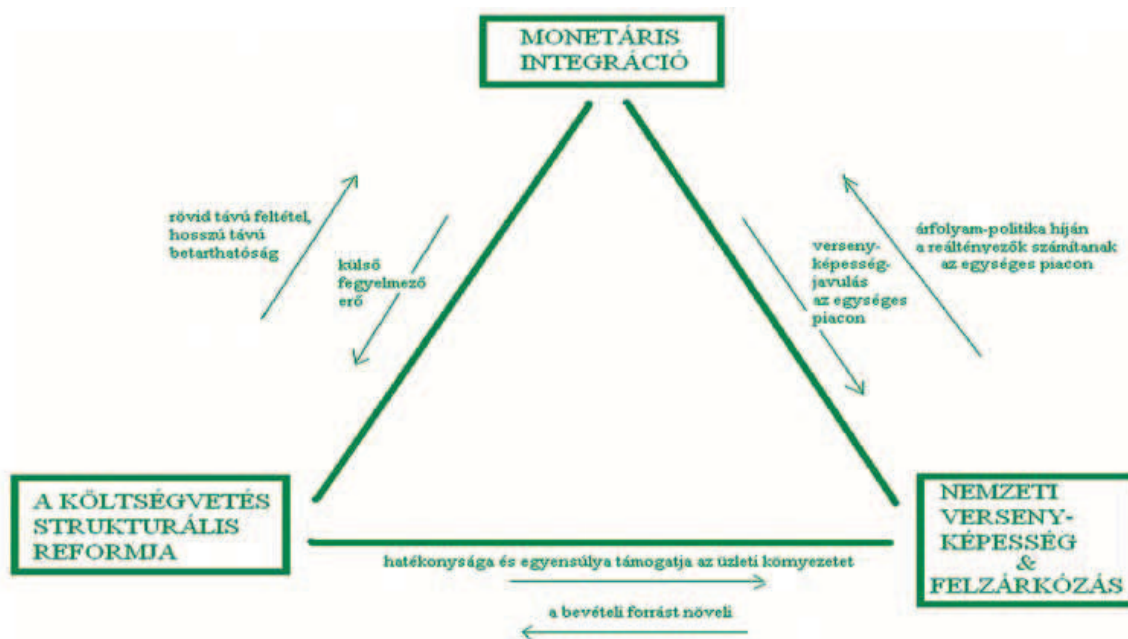 MONETÁRIS
INTEGRÁCIÓ
rövid távú feltétel,
hosszú távú
betarthatóság
külső
fegyelmező
erő
verseny-
képesség-
javulás
az egységes
piacon
árfolyam-politika híján
a reáltényezők számítanak
az egységes piacon
A KÖLTSÉGVETÉS
STRUKTURÁLIS
REFORMJA
NEMZETI
VERSENY-
KÉPESSÉG
&
FELZÁRKÓZÁS
hatékonysága és egyensúlya támogatja az üzleti környezetet
a bevételi forrást növeli